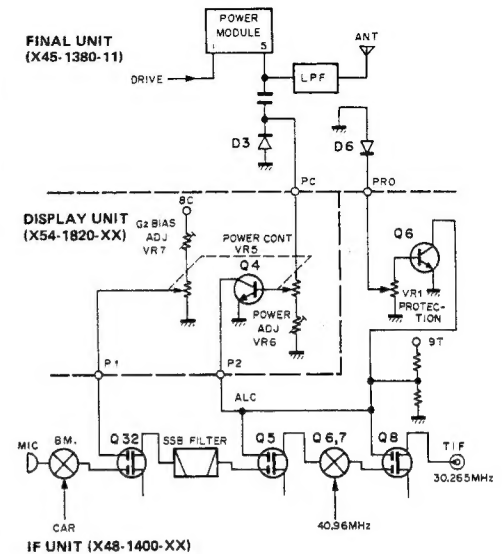 POWER
MODULE
1 5
FINAL UNIT
(X45-1380-11)
ANT
DRIVE
LPF
D3
D6
PC
PRO
DISPLAY UNIT
(X54-1820-XX)
8C
G2 BIAS
ADJ
VR7
POWER CONT
VR5
Q4
Q6
POWER
ADJ
VR6
VR1
PROTEC-
TION
9T
P1
P2
ALC
MIC
BM.
Q32
SSB FILTER
Q5
Q6,7
Q8
TIF
30.265MHz
CAR
40.96MHz
IF UNIT (X48-1400-XX)